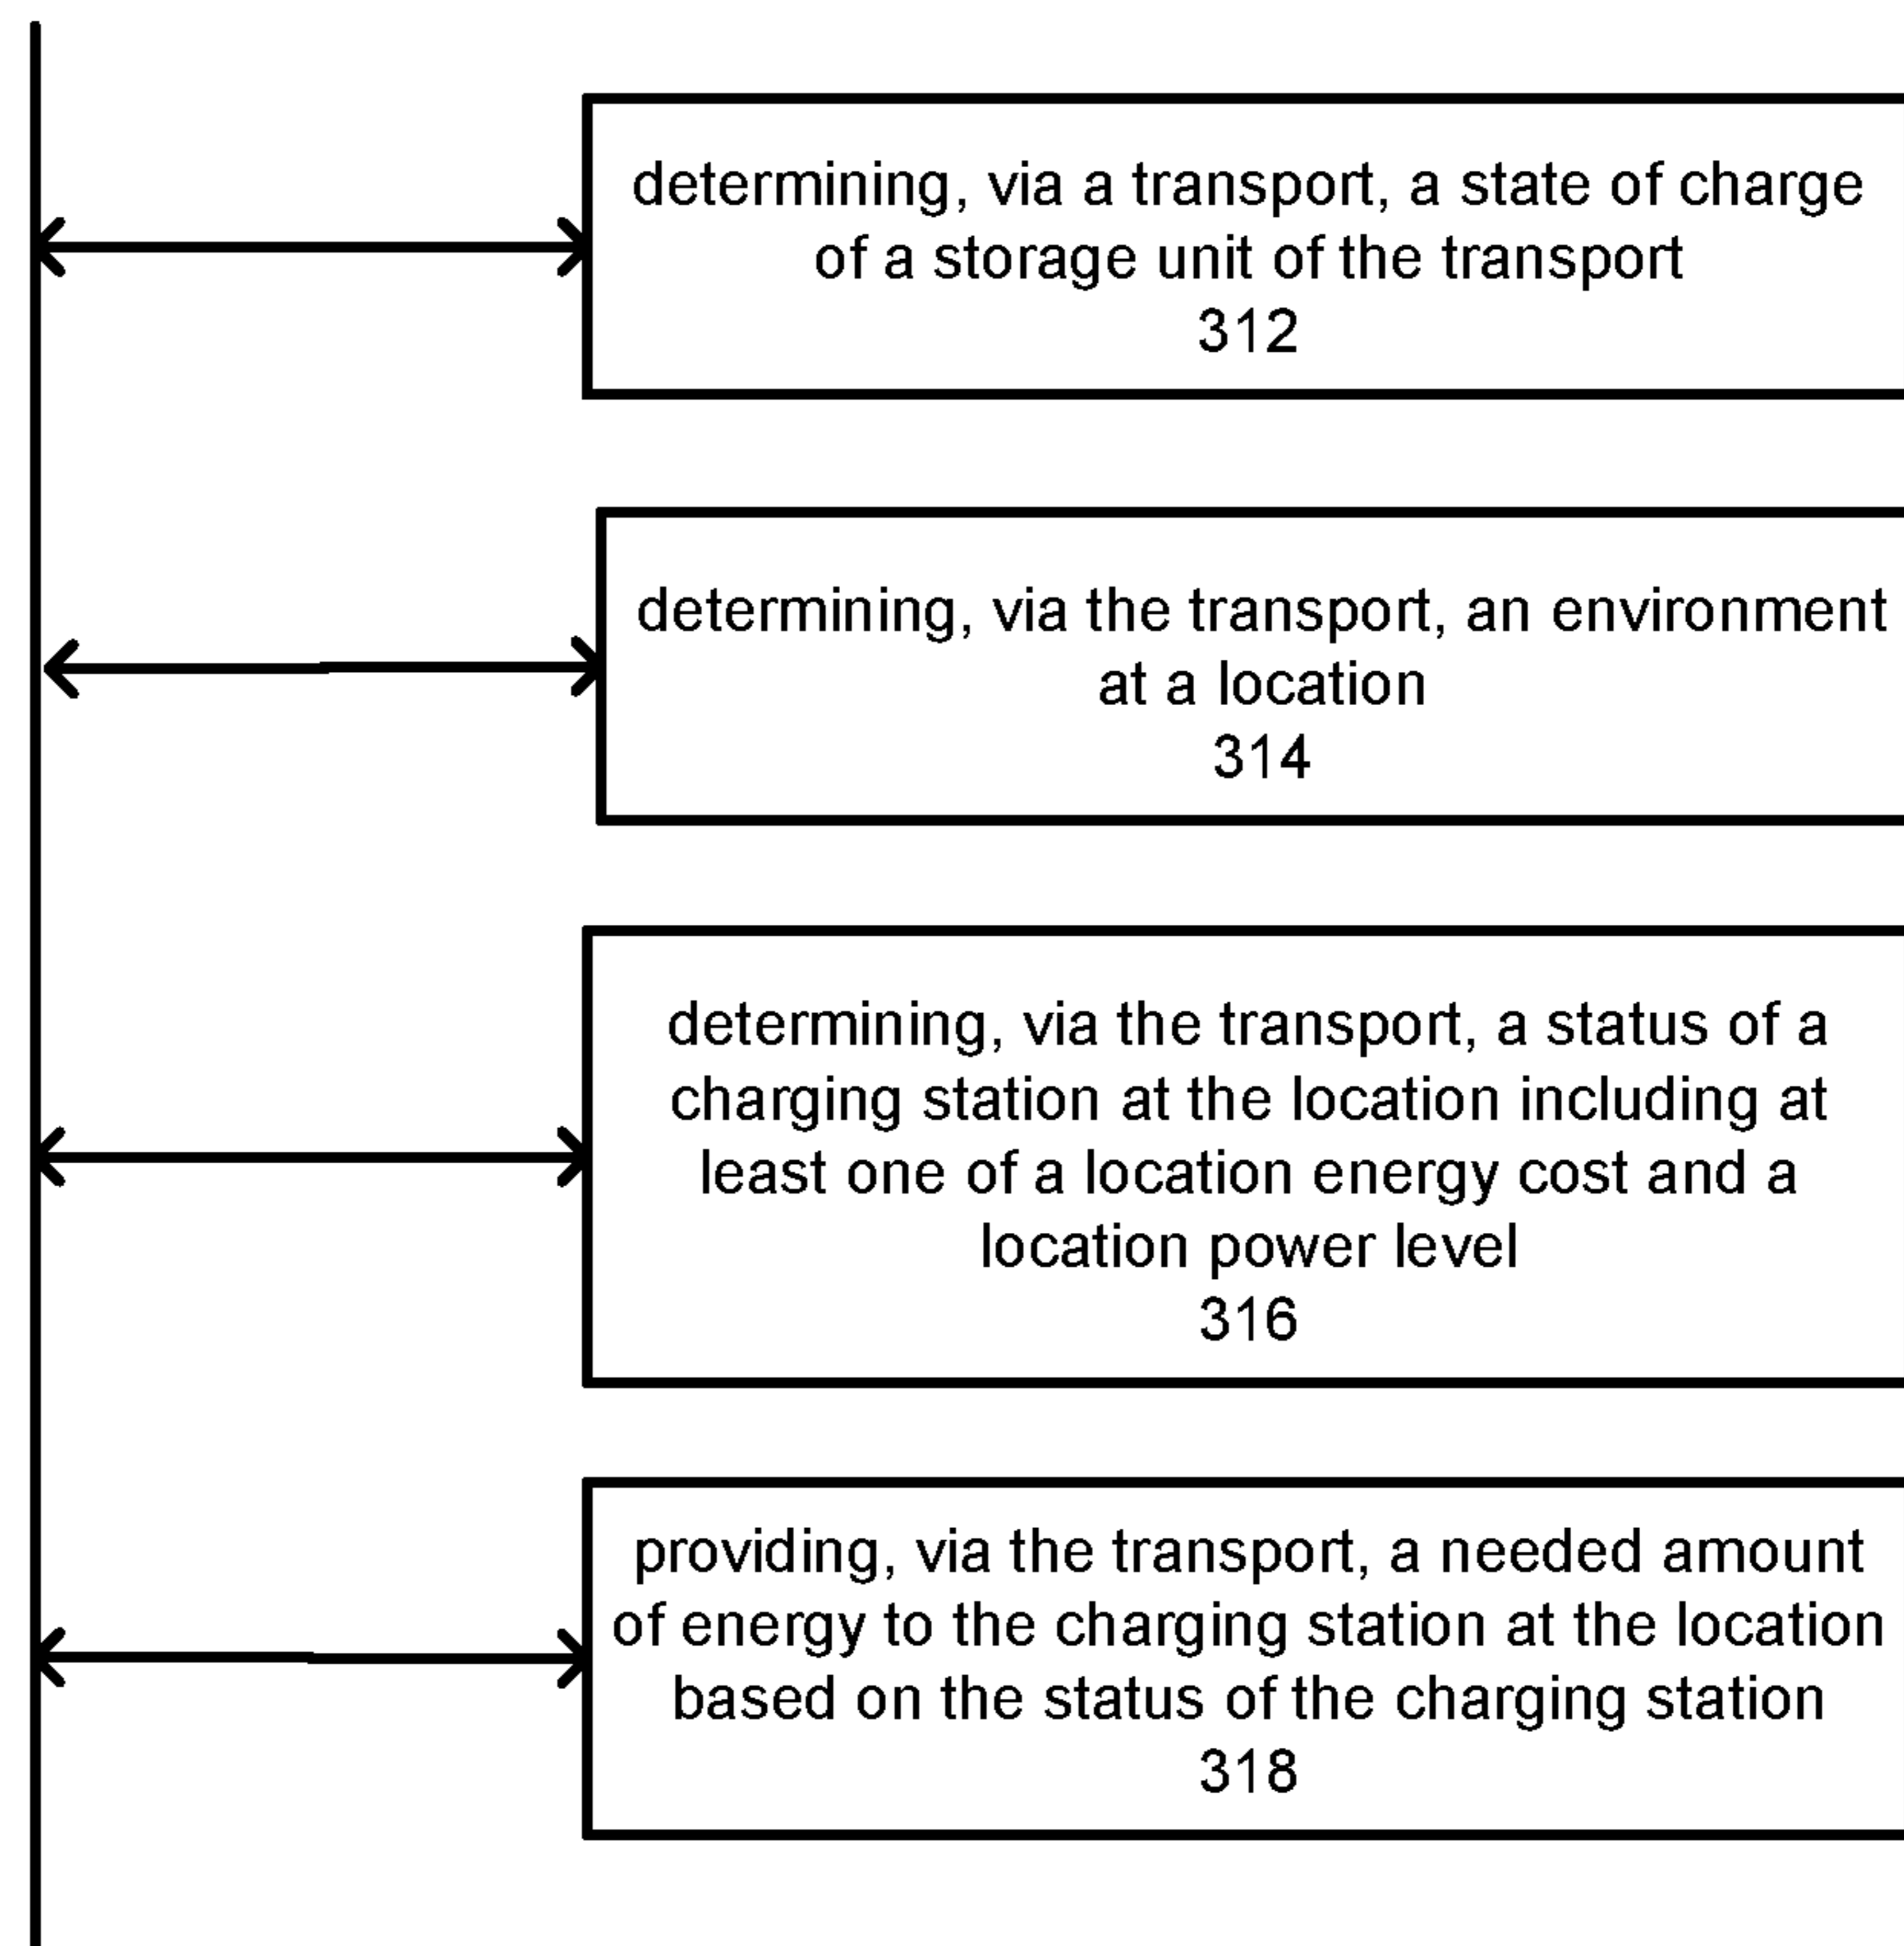 determining, via a transport, a state of charge
of a storage unit of the transport
312
determining, via the transport, an environment
at a location
314
determining, via the transport, a status of a
charging station at the location including at
least one of a location energy cost and a
location power level
316
providing, via the transport, a needed amount
of energy to the charging station at the location
based on the status of the charging station
318